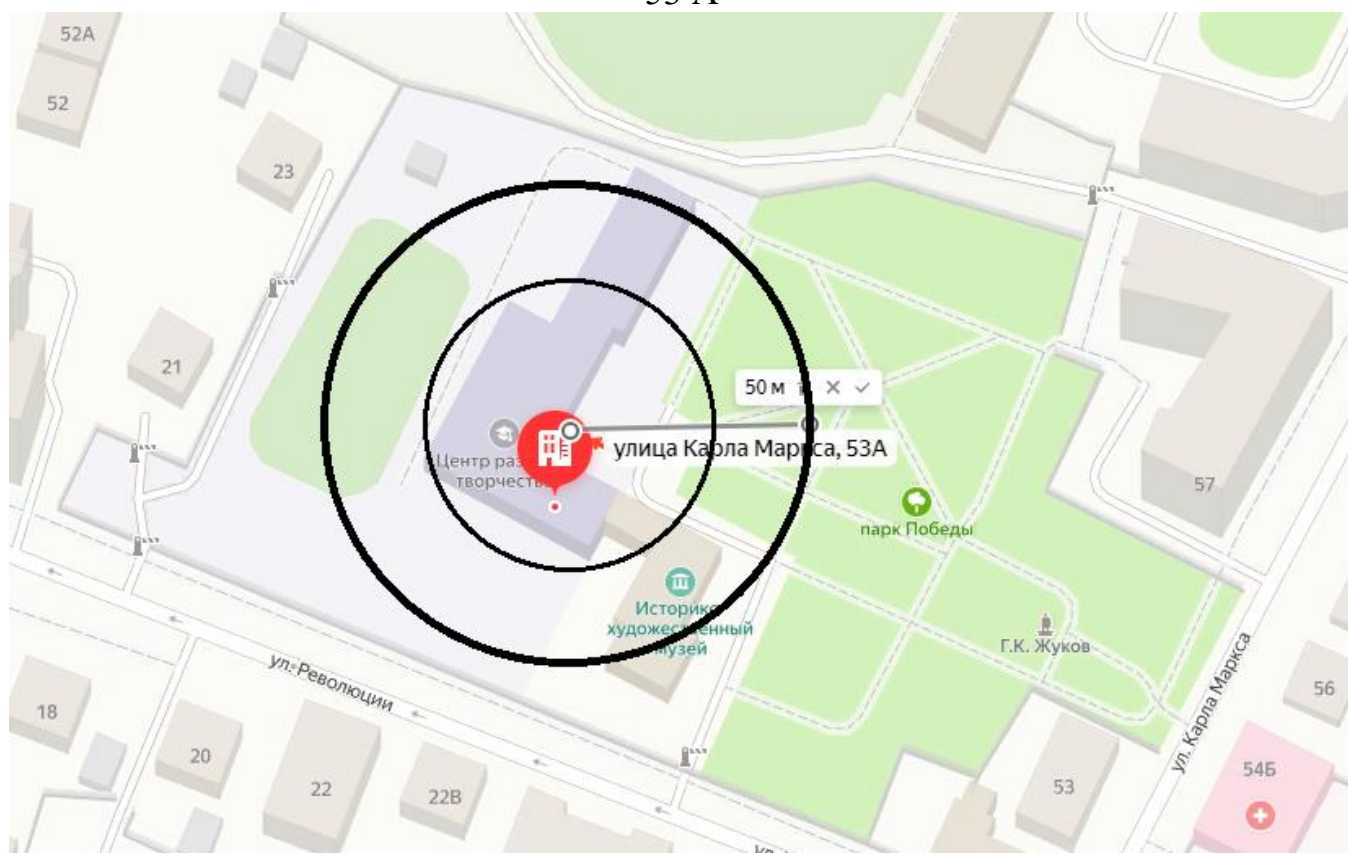 53-А
52А
52
23
21
50 м
улица Карла Маркса, 53А
Центр раз
творчеств
57
парк Победы
Историко
художественный
музей
Г.К. Жуков
ул. Революции
ул. Карла Маркса
56
18
20
22
22В
53
54Б